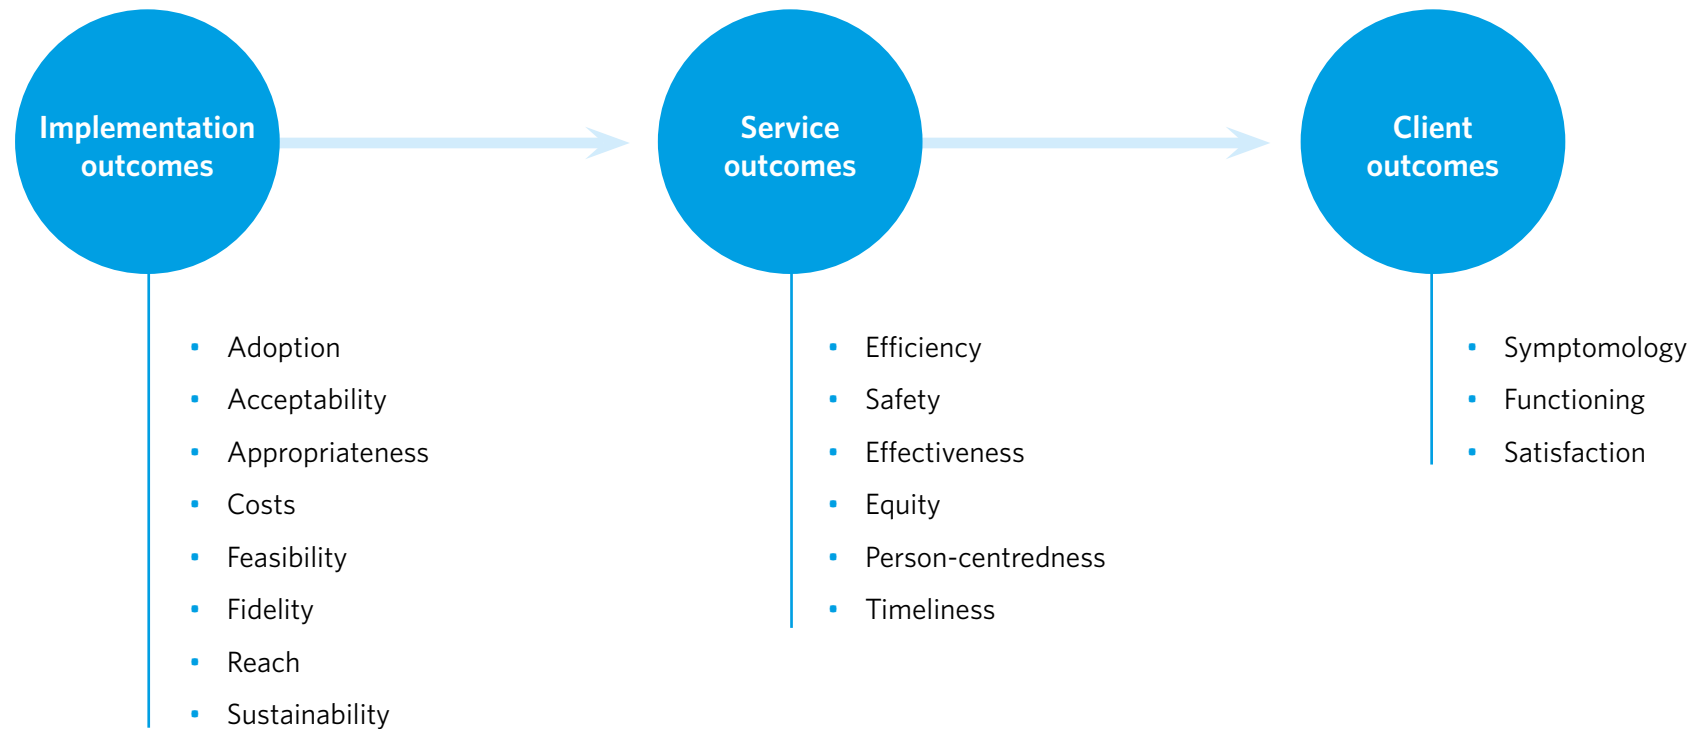 Implementation
outcomes
Service
outcomes
Client
outcomes
Adoption
Acceptability
Appropriateness
Costs
Feasibility
Fidelity
Reach
Sustainability
Efficiency
Safety
Effectiveness
Equity
Person-centredness
Timeliness
Symptomology
Functioning
Satisfaction